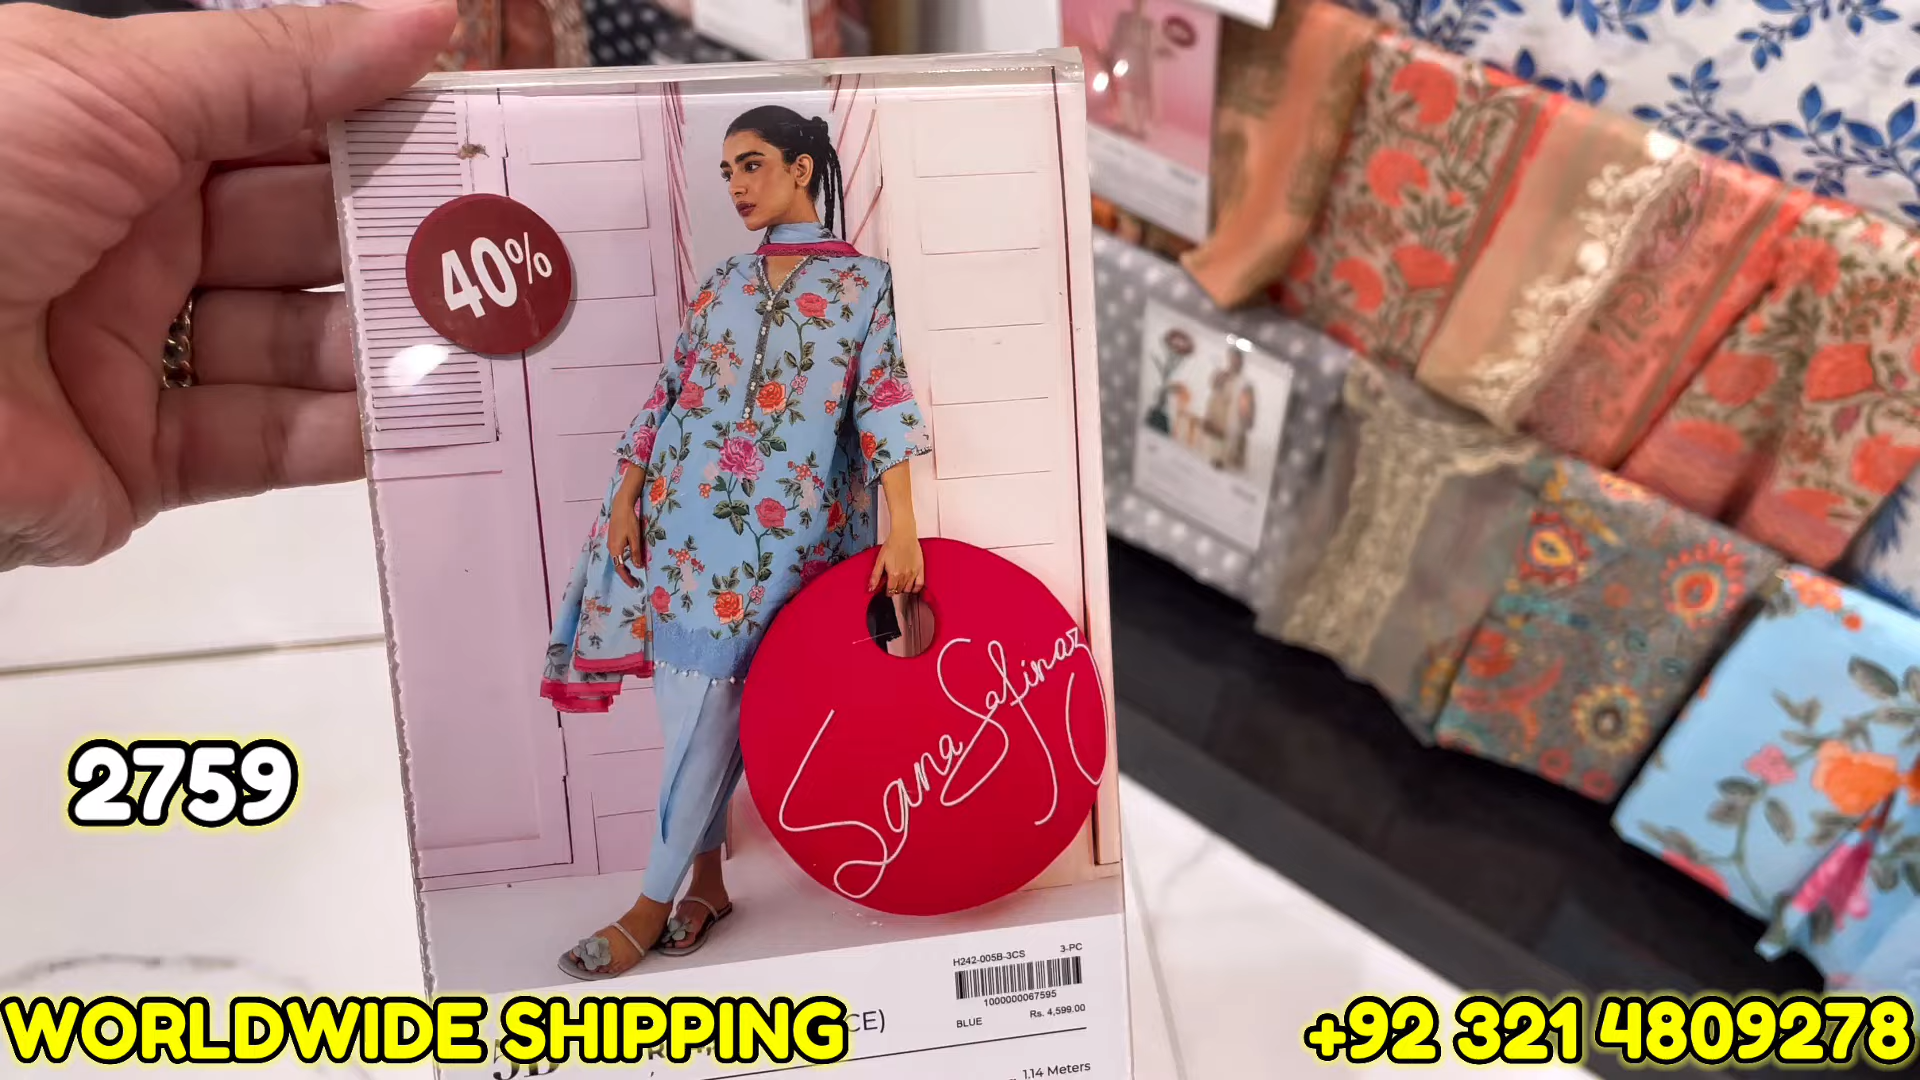 40%
Sana Safinaz
2759
H242-005B-3CS 3-PC
1000000067595
BLUE Rs. 4,599.00
CE)
5B
WORLDWIDE SHIPPING
+92 321 4809278
1.14 Meters